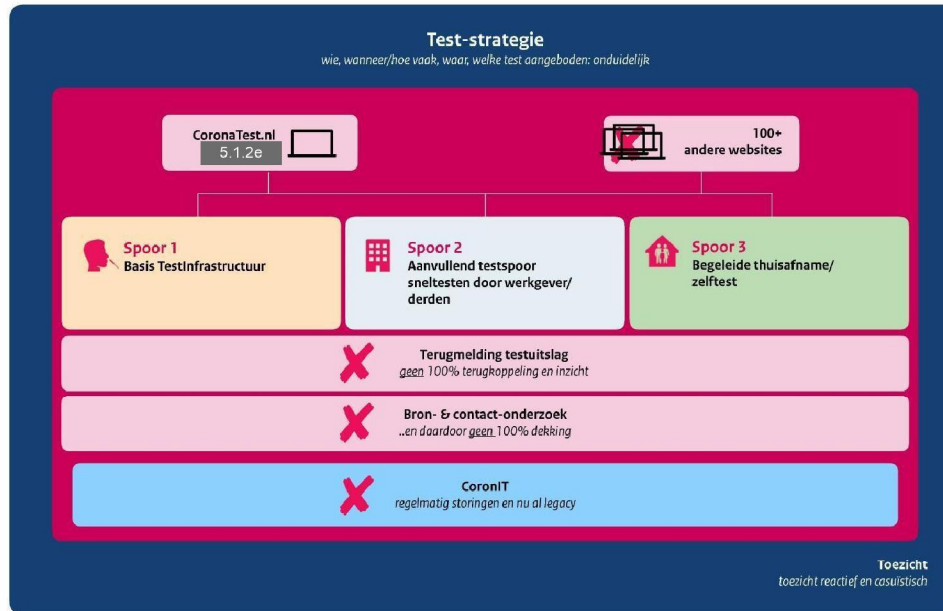 Test-strategie
wie, wanneer/hoe vaak, waar, welke test aangeboden: onduidelijk
CoronaTest.nl
5.1.2e
100+
andere websites
Spoor 1
Basis TestInfrastructuur
Spoor 2
Aanvullend testspoor
sneltesten door werkgever/
derden
Spoor 3
Begeleide thuisafname/
zelftest
Terugmelding testuitslag
geen 100% terugkoppeling en inzicht
Bron- & contact-onderzoek
..en daardoor geen 100% dekking
CoronIT
regelmatig storingen en nu al legacy
Toezicht
toezicht reactief en casuïstisch